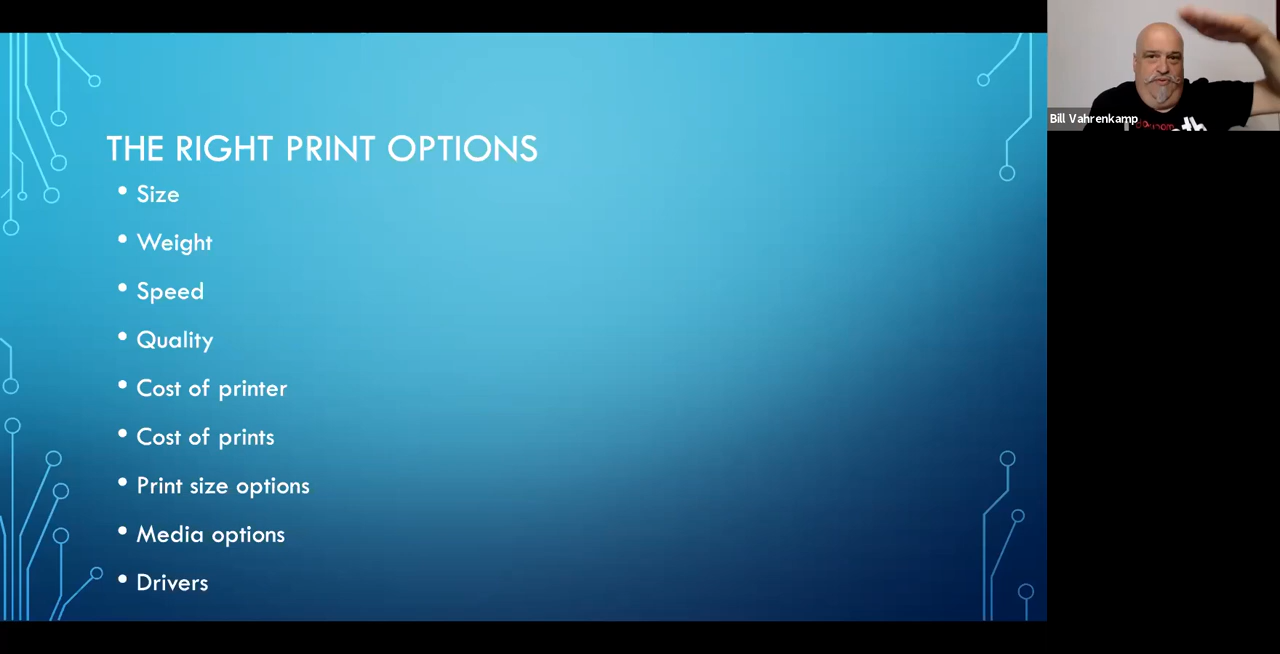 THE RIGHT PRINT OPTIONS
• Size
• Weight
• Speed
• Quality
• Cost of printer
• Cost of prints
• Print size options
• Media options
• Drivers
Bill Vahrenkamp